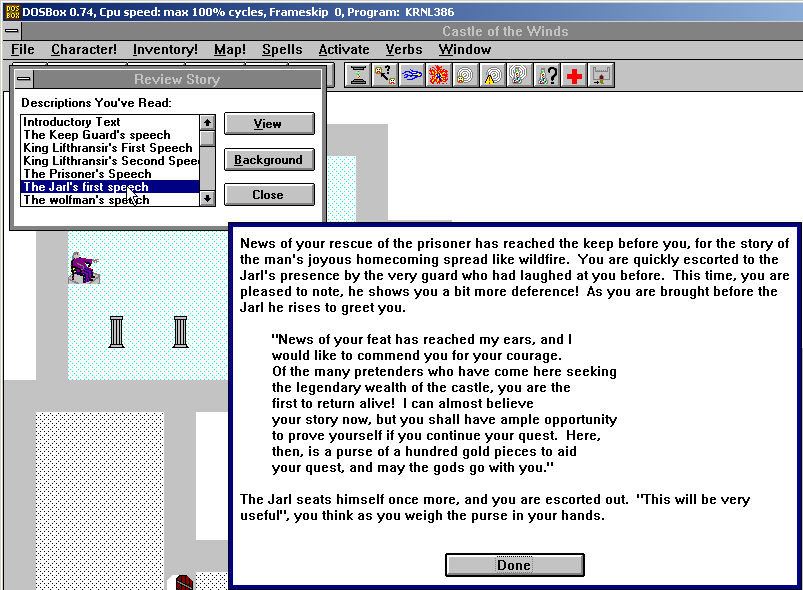 DOSBox 0.74, Cpu speed: max 100% cycles, Frameskip 0, Program: KRNL386
Castle of the Winds
File Character! Inventory! Map! Spells Activate Verbs Window
Review Story
Descriptions You've Read:
Introductory Text
The Keep Guard's speech
King Lifthransir's First Speech
King Lifthransir's Second Spee
The Prisoner's Speech
The Jarl's first speech
The wolfman's speech
View
Background
Close
News of your rescue of the prisoner has reached the keep before you, for the story of
the man's joyous homecoming spread like wildfire. You are quickly escorted to the
Jarl's presence by the very guard who had laughed at you before. This time, you are
pleased to note, he shows you a bit more deference! As you are brought before the
Jarl he rises to greet you.
"News of your feat has reached my ears, and I
would like to commend you for your courage.
Of the many pretenders who have come here seeking
the legendary wealth of the castle, you are the
first to return alive! I can almost believe
your story now, but you shall have ample opportunity
to prove yourself if you continue your quest. Here,
then, is a purse of a hundred gold pieces to aid
your quest, and may the gods go with you."
The Jarl seats himself once more, and you are escorted out. "This will be very
useful", you think as you weigh the purse in your hands.
Done